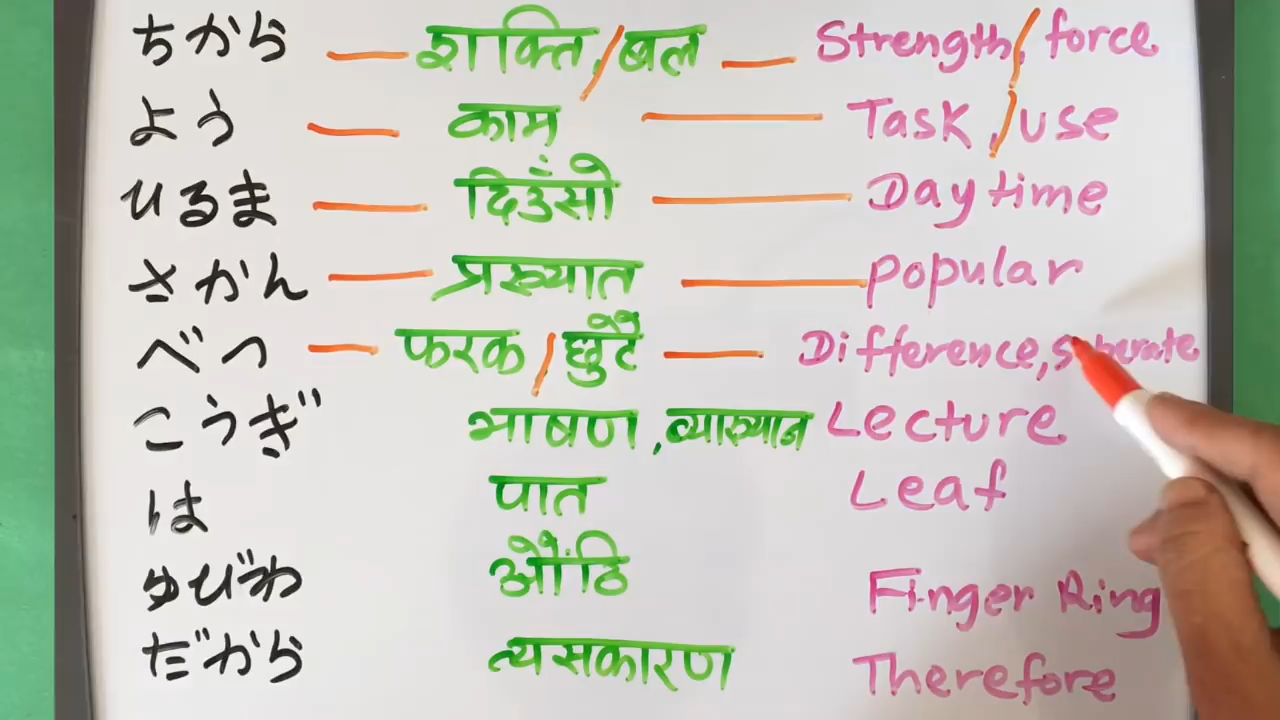 ちから — शक्ति/बल — Strength/force
よう — काम — Task,/use
ひるま — दिउँसो — Daytime
さかん — प्रख्यात — popular
べつ — फरक/छुट्टै — Difference,
こうぎ भाषण,व्याख्यान Lecture
は पात Leaf
ゆびわ औंठि Finger Ring
だから त्यसकारण Therefore